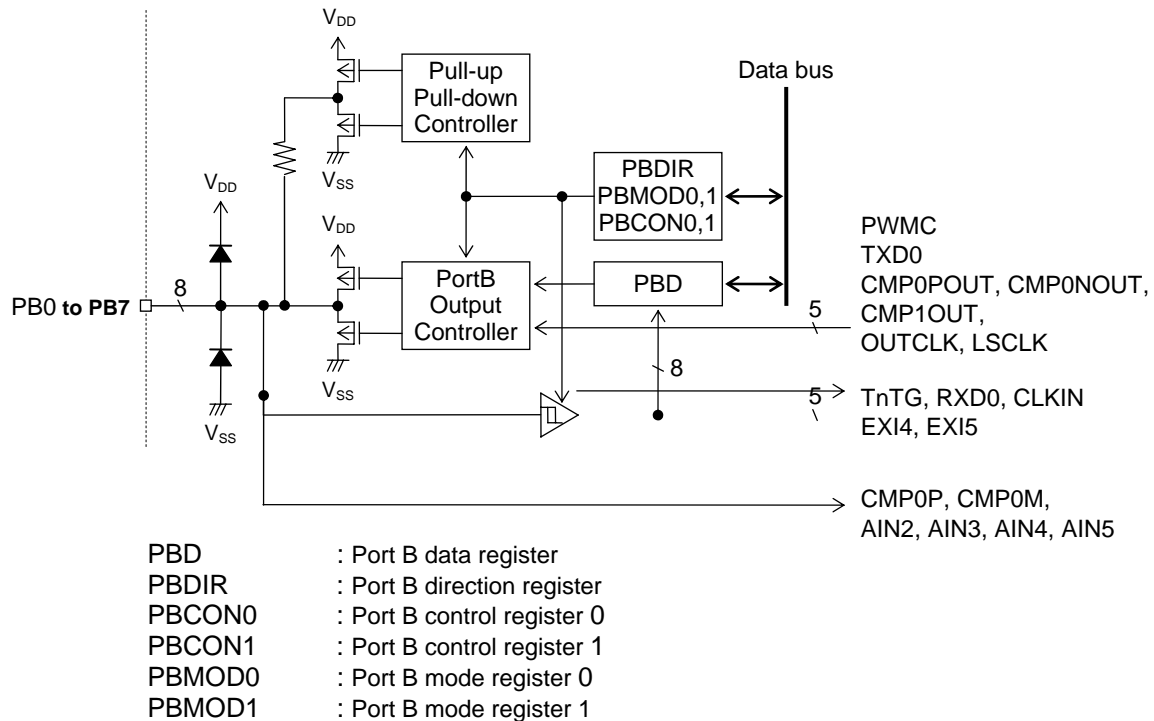 VDD
Pull-up
Pull-down
Controller
Data bus
VSS
PBDIR
PBMOD0,1
PBCON0,1
VDD
VDD
PWMC
TXD0
CMP0POUT, CMP0NOUT,
CMP1OUT,
OUTCLK, LSCLK
PortB
Output
Controller
PBD
8
PB0 to PB7
5
VSS
8
VSS
5
TnTG, RXD0, CLKIN
EXI4, EXI5
CMP0P, CMP0M,
AIN2, AIN3, AIN4, AIN5
PBD : Port B data register
PBDIR : Port B direction register
PBCON0 : Port B control register 0
PBCON1 : Port B control register 1
PBMOD0 : Port B mode register 0
PBMOD1 : Port B mode register 1